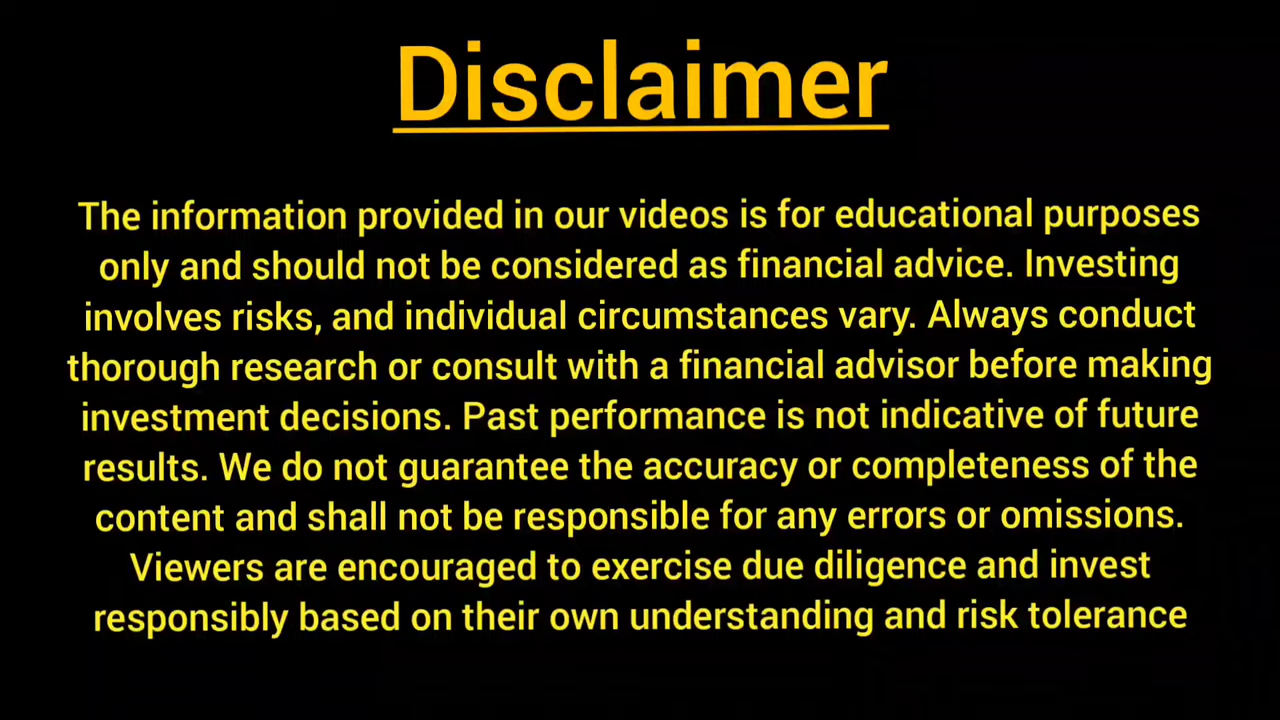 Disclaimer
The information provided in our videos is for educational purposes
only and should not be considered as financial advice. Investing
involves risks, and individual circumstances vary. Always conduct
thorough research or consult with a financial advisor before making
investment decisions. Past performance is not indicative of future
results. We do not guarantee the accuracy or completeness of the
content and shall not be responsible for any errors or omissions.
Viewers are encouraged to exercise due diligence and invest
responsibly based on their own understanding and risk tolerance